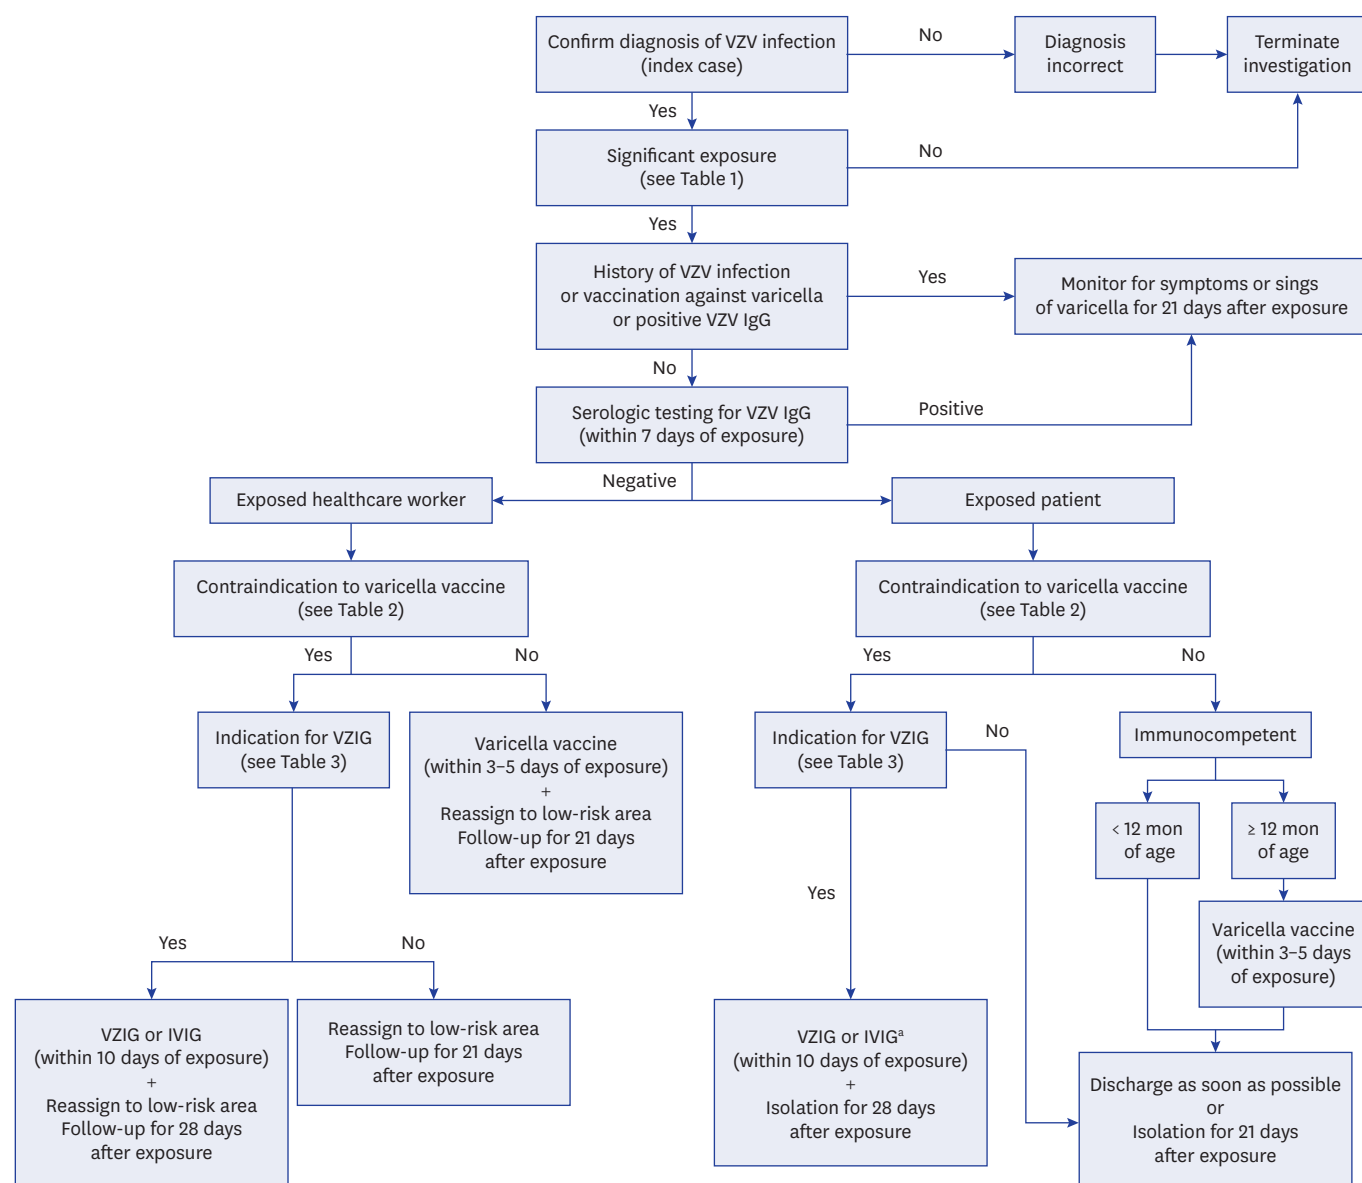 Confirm diagnosis of VZV infection
(index case)
No
Diagnosis
incorrect
Terminate
investigation
Yes
Significant exposure
(see Table 1)
No
Yes
History of VZV infection
or vaccination against varicella
or positive VZV IgG
Yes
Monitor for symptoms or sings
of varicella for 21 days after exposure
No
Serologic testing for VZV IgG
(within 7 days of exposure)
Positive
Negative
Exposed healthcare worker
Exposed patient
Contraindication to varicella vaccine
(see Table 2)
Contraindication to varicella vaccine
(see Table 2)
Yes
No
Yes
No
Indication for VZIG
(see Table 3)
Varicella vaccine
(within 3–5 days of exposure)
+
Reassign to low-risk area
Follow-up for 21 days
after exposure
Indication for VZIG
(see Table 3)
No
Immunocompetent
< 12 mon
of age
≥ 12 mon
of age
Yes
Varicella vaccine
(within 3–5 days
of exposure)
Yes
No
VZIG or IVIG
(within 10 days of exposure)
+
Reassign to low-risk area
Follow-up for 28 days
after exposure
Reassign to low-risk area
Follow-up for 21 days
after exposure
VZIG or IVIGᵃ
(within 10 days of exposure)
+
Isolation for 28 days
after exposure
Discharge as soon as possible
or
Isolation for 21 days
after exposure